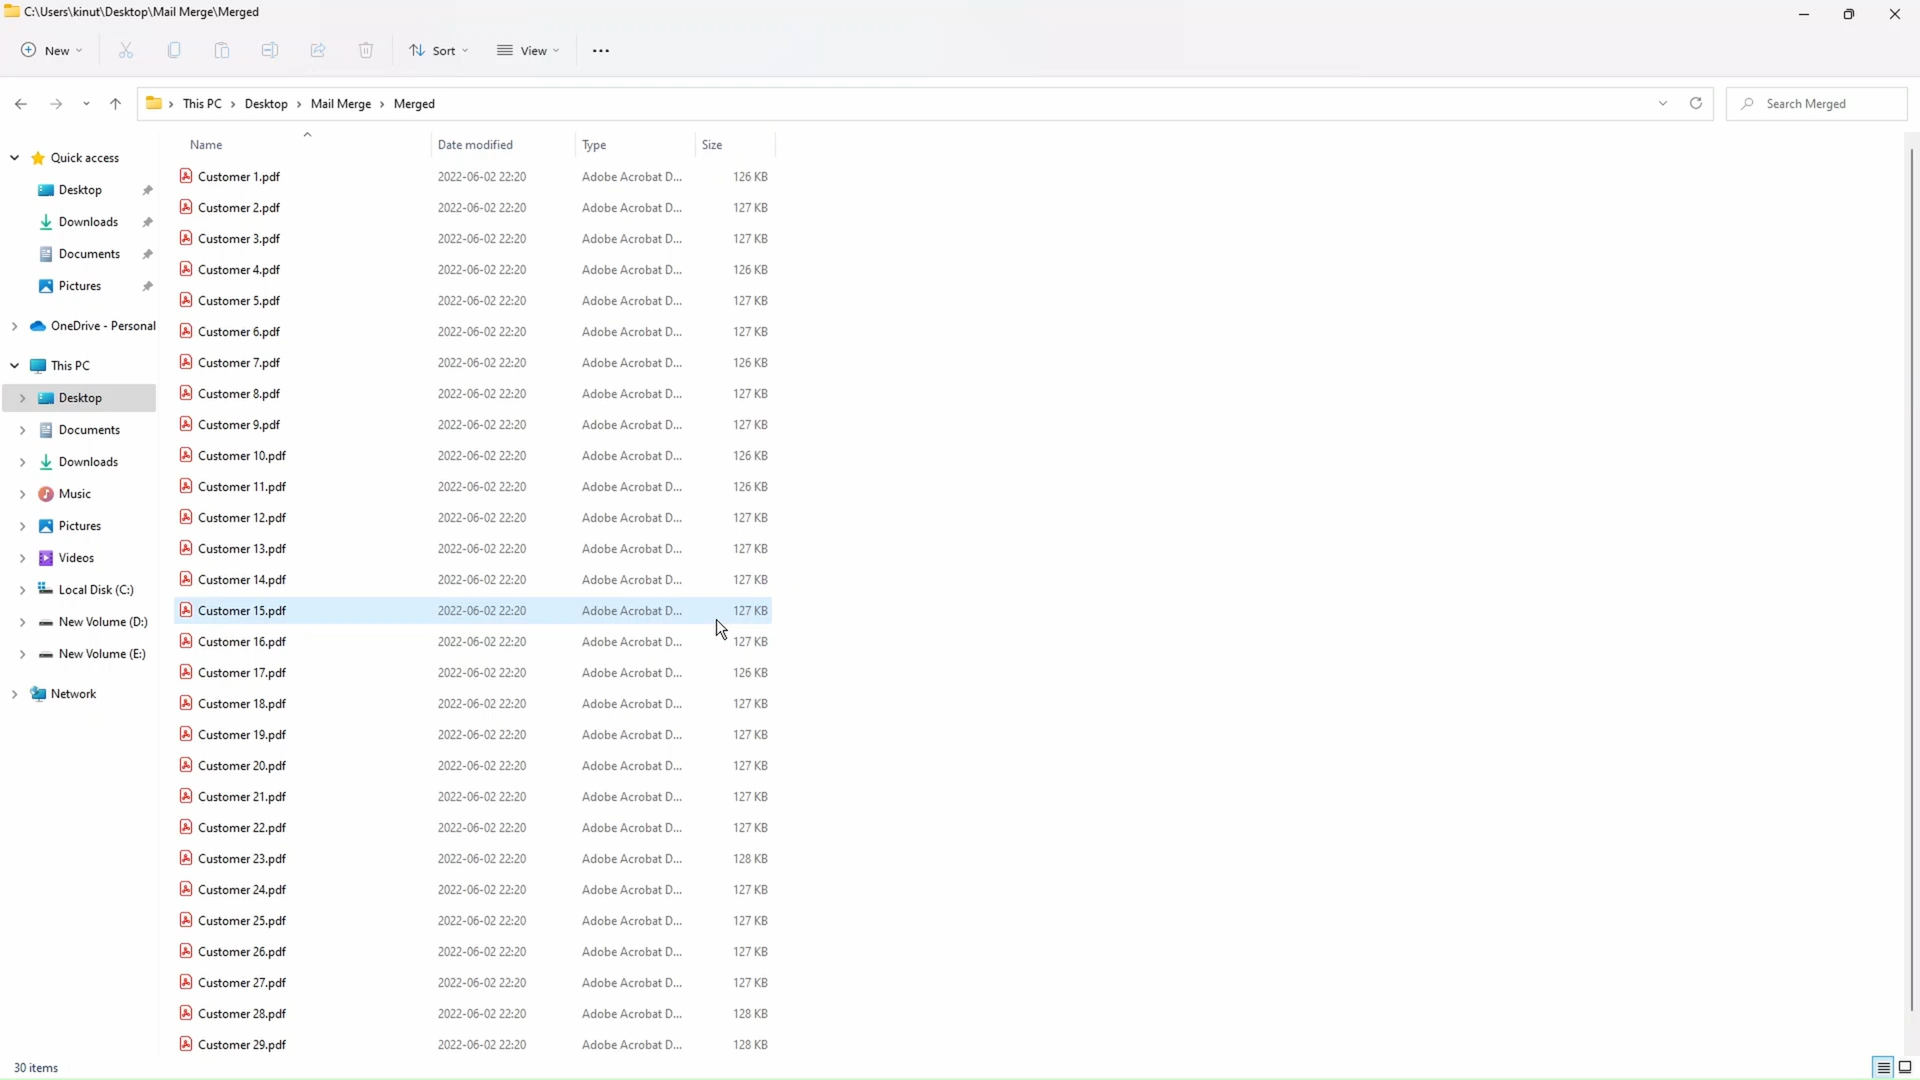 C:\Users\kinut\Desktop\Mail Merge\Merged
New Sort View
This PC Desktop Mail Merge Merged Search Merged
Name Date modified Type Size
Quick access
Desktop
Downloads
Documents
Pictures
OneDrive - Personal
This PC
Desktop
Documents
Downloads
Music
Pictures
Videos
Local Disk (C:)
New Volume (D:)
New Volume (E:)
Network
Customer 1.pdf 2022-06-02 22:20 Adobe Acrobat D... 126 KB
Customer 2.pdf 2022-06-02 22:20 Adobe Acrobat D... 127 KB
Customer 3.pdf 2022-06-02 22:20 Adobe Acrobat D... 127 KB
Customer 4.pdf 2022-06-02 22:20 Adobe Acrobat D... 126 KB
Customer 5.pdf 2022-06-02 22:20 Adobe Acrobat D... 127 KB
Customer 6.pdf 2022-06-02 22:20 Adobe Acrobat D... 127 KB
Customer 7.pdf 2022-06-02 22:20 Adobe Acrobat D... 126 KB
Customer 8.pdf 2022-06-02 22:20 Adobe Acrobat D... 127 KB
Customer 9.pdf 2022-06-02 22:20 Adobe Acrobat D... 127 KB
Customer 10.pdf 2022-06-02 22:20 Adobe Acrobat D... 126 KB
Customer 11.pdf 2022-06-02 22:20 Adobe Acrobat D... 126 KB
Customer 12.pdf 2022-06-02 22:20 Adobe Acrobat D... 127 KB
Customer 13.pdf 2022-06-02 22:20 Adobe Acrobat D... 127 KB
Customer 14.pdf 2022-06-02 22:20 Adobe Acrobat D... 127 KB
Customer 15.pdf 2022-06-02 22:20 Adobe Acrobat D... 127 KB
Customer 16.pdf 2022-06-02 22:20 Adobe Acrobat D... 127 KB
Customer 17.pdf 2022-06-02 22:20 Adobe Acrobat D... 126 KB
Customer 18.pdf 2022-06-02 22:20 Adobe Acrobat D... 127 KB
Customer 19.pdf 2022-06-02 22:20 Adobe Acrobat D... 127 KB
Customer 20.pdf 2022-06-02 22:20 Adobe Acrobat D... 127 KB
Customer 21.pdf 2022-06-02 22:20 Adobe Acrobat D... 127 KB
Customer 22.pdf 2022-06-02 22:20 Adobe Acrobat D... 127 KB
Customer 23.pdf 2022-06-02 22:20 Adobe Acrobat D... 128 KB
Customer 24.pdf 2022-06-02 22:20 Adobe Acrobat D... 127 KB
Customer 25.pdf 2022-06-02 22:20 Adobe Acrobat D... 127 KB
Customer 26.pdf 2022-06-02 22:20 Adobe Acrobat D... 127 KB
Customer 27.pdf 2022-06-02 22:20 Adobe Acrobat D... 127 KB
Customer 28.pdf 2022-06-02 22:20 Adobe Acrobat D... 128 KB
Customer 29.pdf 2022-06-02 22:20 Adobe Acrobat D... 128 KB
30 items